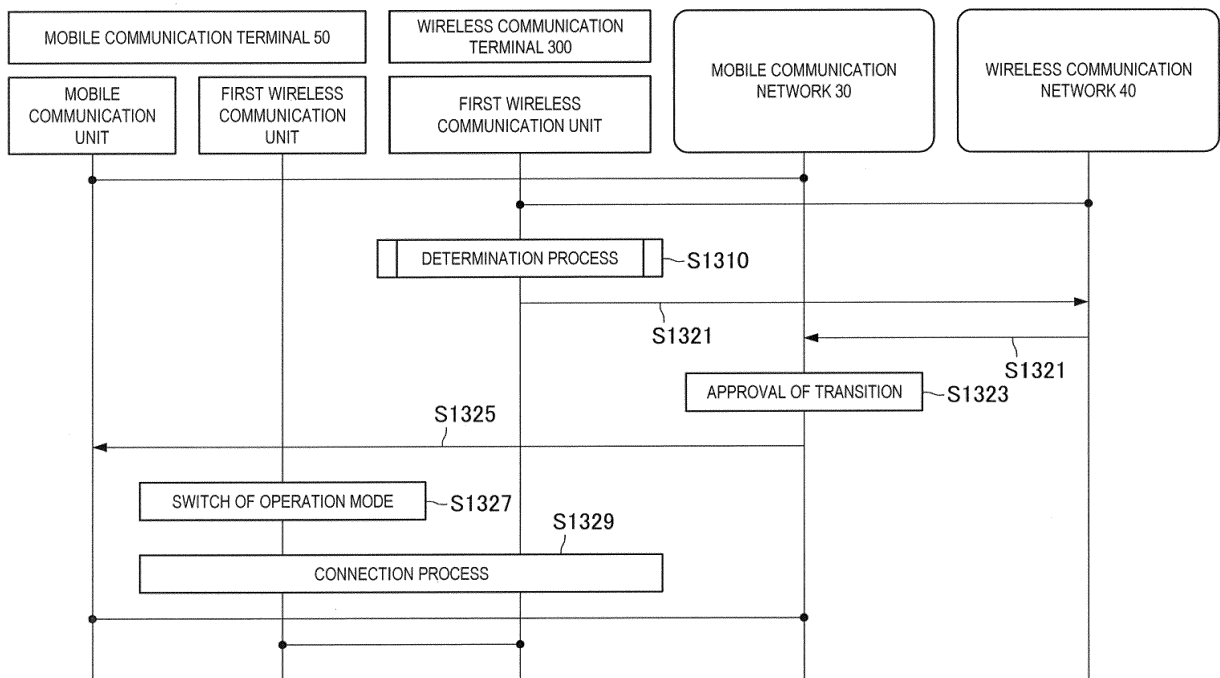 MOBILE COMMUNICATION TERMINAL 50
WIRELESS COMMUNICATION
TERMINAL 300
MOBILE COMMUNICATION
NETWORK 30
WIRELESS COMMUNICATION
NETWORK 40
MOBILE
COMMUNICATION
UNIT
FIRST WIRELESS
COMMUNICATION
UNIT
FIRST WIRELESS
COMMUNICATION UNIT
DETERMINATION PROCESS
S1310
S1321
S1321
APPROVAL OF TRANSITION
S1323
S1325
SWITCH OF OPERATION MODE
S1327
S1329
CONNECTION PROCESS